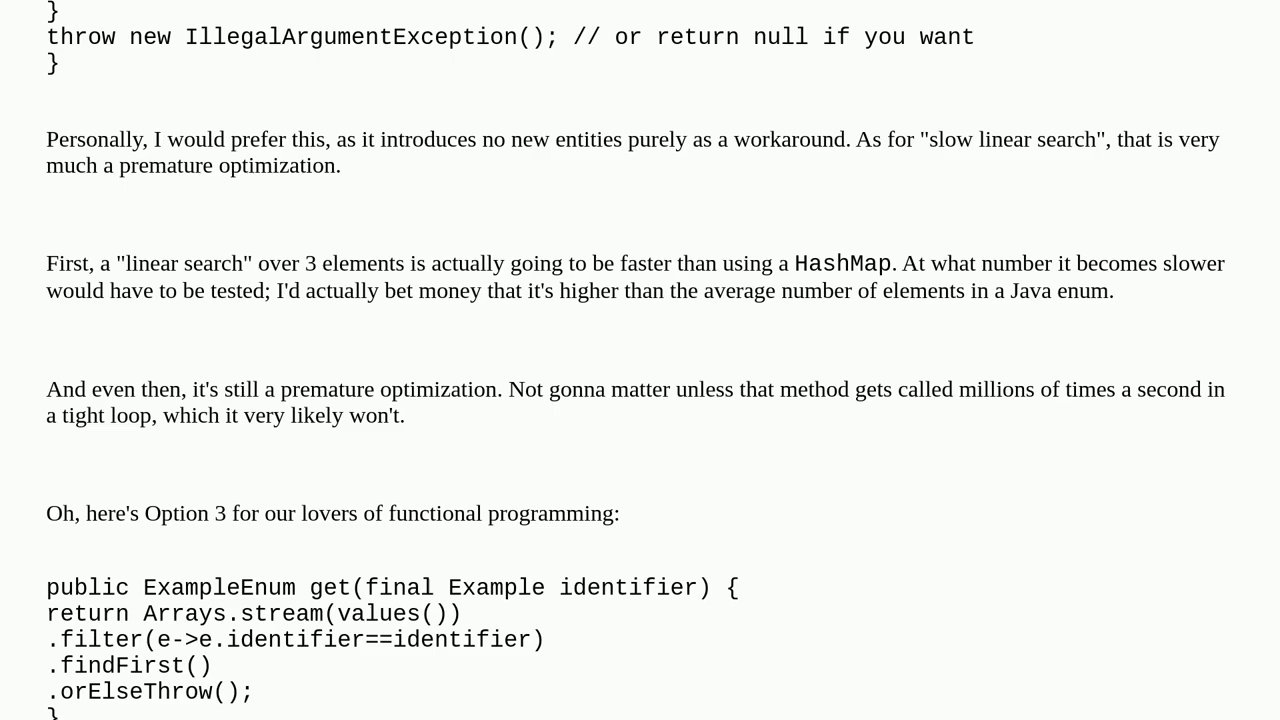 }
throw new IllegalArgumentException(); // or return null if you want
}
Personally, I would prefer this, as it introduces no new entities purely as a workaround. As for "slow linear search", that is very
much a premature optimization.
First, a "linear search" over 3 elements is actually going to be faster than using a HashMap. At what number it becomes slower
would have to be tested; I'd actually bet money that it's higher than the average number of elements in a Java enum.
And even then, it's still a premature optimization. Not gonna matter unless that method gets called millions of times a second in
a tight loop, which it very likely won't.
Oh, here's Option 3 for our lovers of functional programming:
public ExampleEnum get(final Example identifier) {
return Arrays.stream(values())
.filter(e->e.identifier==identifier)
.findFirst()
.orElseThrow();
}